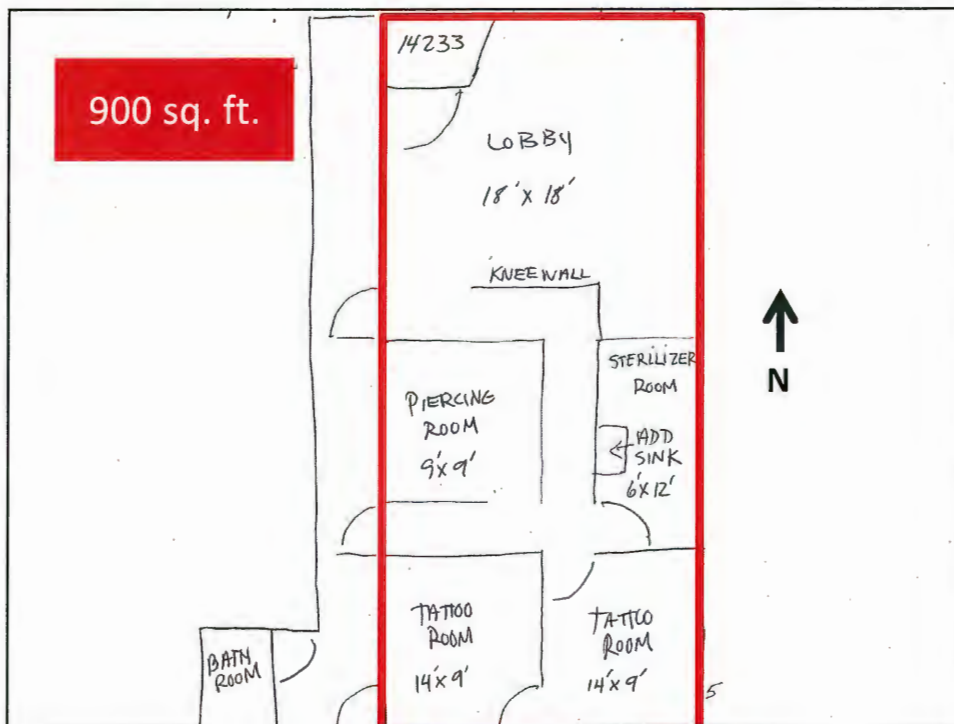 14233
900 sq. ft.
LOBBY
18' X 18'
KNEEWALL
N
STERILIZER
ROOM
PIERCING
ROOM
9' X 9'
ADD
SINK
6' X 12'
TATTOO
ROOM
14' X 9'
TATTOO
ROOM
14' X 9'
BATH
ROOM
5